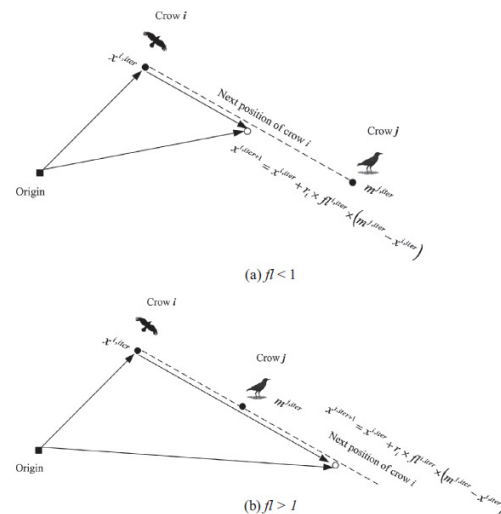 Crow i
x^{i,iter}
Next position of crow i
Crow j
m^{j,iter}
x^{i,iter+1} = x^{i,iter} + r_i × fl^{i,iter} × (m^{j,iter} − x^{i,iter})
Origin
(a) fl < 1
Crow i
x^{i,iter}
Crow j
m^{j,iter}
x^{i,iter+1} = x^{i,iter} + r_i × fl^{i,iter} × (m^{j,iter} − x^{i,iter})
Next position of crow i
Origin
(b) fl > 1